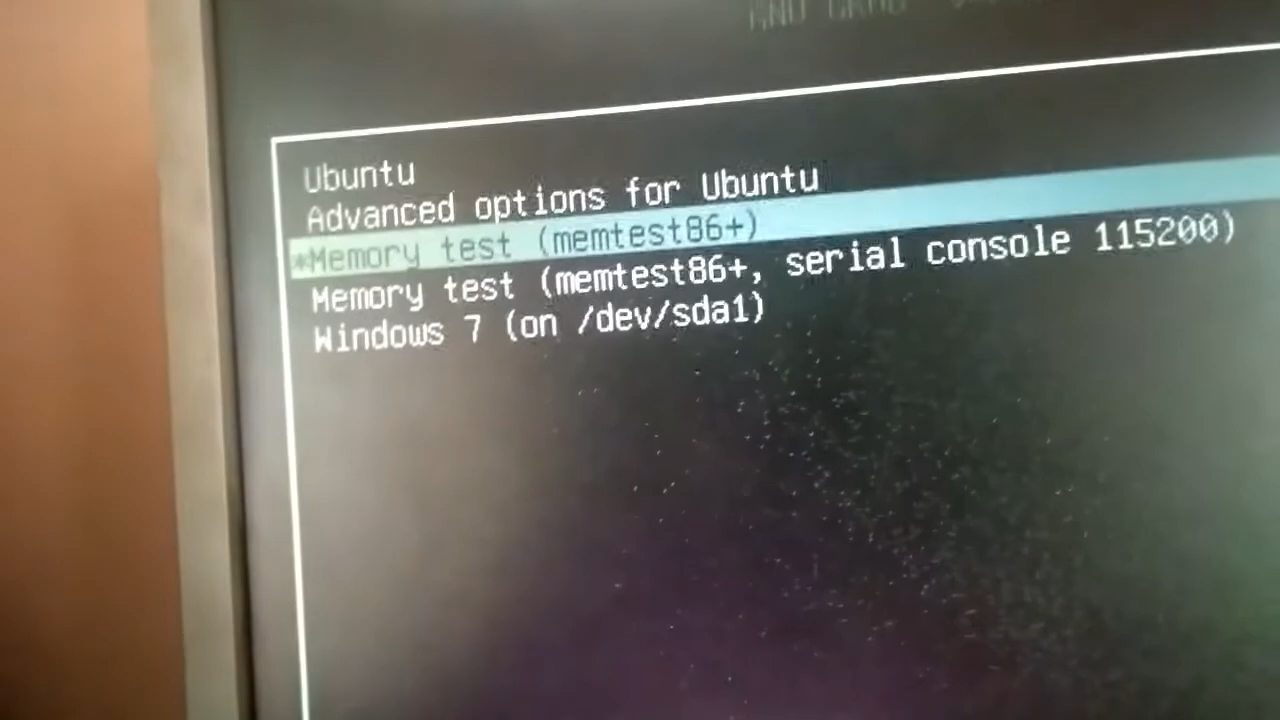 Ubuntu
Advanced options for Ubuntu
*Memory test (memtest86+)
Memory test (memtest86+, serial console 115200)
Windows 7 (on /dev/sda1)